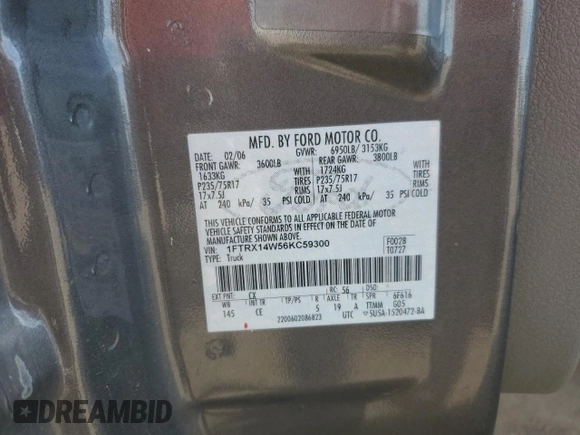 MFD. BY FORD MOTOR CO.
DATE: 02/06 GVWR: 6950LB/ 3153KG
FRONT GAWR: 3600LB REAR GAWR: 3800LB
1633KG WITH 1724KG WITH
P235/75R17 TIRES P235/75R17 TIRES
17x7.5J RIMS 17x7.5J RIMS
AT 240 kPa/ 35 PSI COLD AT 240 kPa/ 35 PSI COLD
THIS VEHICLE CONFORMS TO ALL APPLICABLE FEDERAL MOTOR
VEHICLE SAFETY STANDARDS IN EFFECT ON THE DATE OF
MANUFACTURE SHOWN ABOVE.
VIN: 1FTRX14W56KC59300 F0028
TYPE: Truck T0727
EXT PNT: CX RC: 56 DSO:
WB INT TR TP/PS R AXLE TR SPR 6F616
145 CE 5 19 A TTMM G05
7200602086823 UTC 5U5A-1520472-BA
DREAMBID